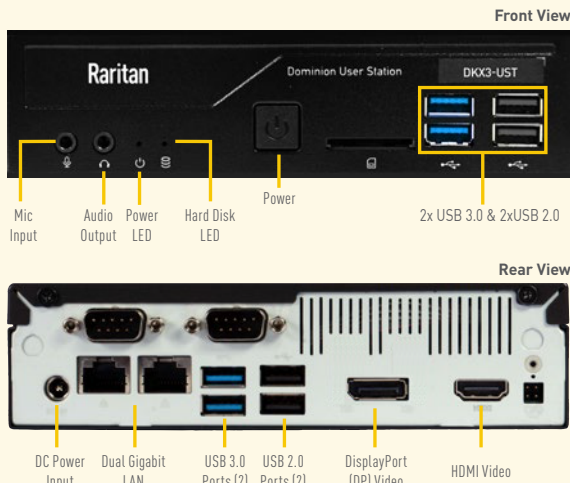 Front View
Raritan
Dominion User Station
DKX3-UST
Mic
Input
Audio
Output
Power
LED
Hard Disk
LED
Power
2x USB 3.0 & 2xUSB 2.0
Rear View
DC Power
Input
Dual Gigabit
LAN
USB 3.0
Ports (2)
USB 2.0
Ports (2)
DisplayPort
(DP) Video
HDMI Video